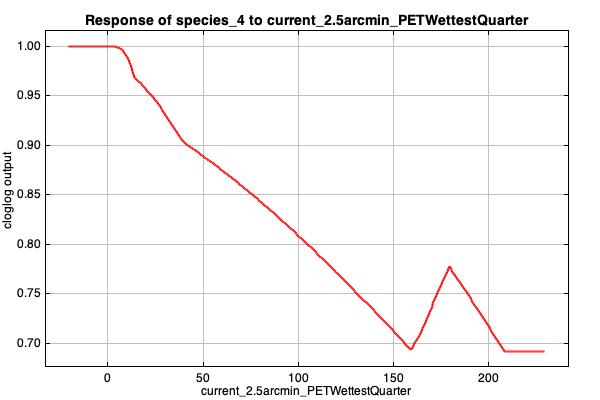 Response of species_4 to current_2.5arcmin_PETWettestQuarter
1.00
0.95
0.90
0.85
0.80
0.75
0.70
cloglog output
0 50 100 150 200
current_2.5arcmin_PETWettestQuarter